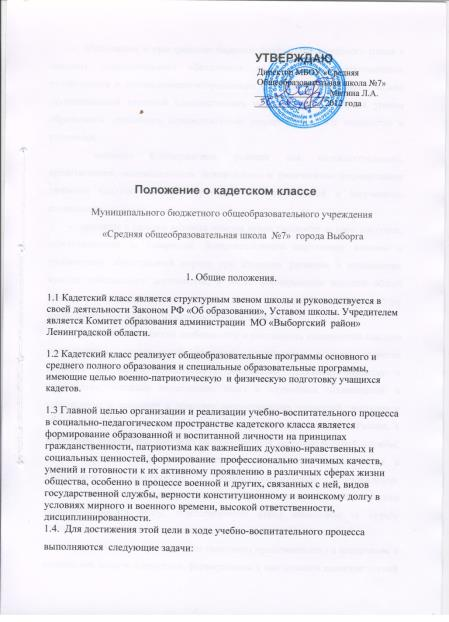 УТВЕРЖДАЮ
Директор МБОУ «Средняя
Общеобразовательная школа №7»
Митина Л.А.
2012 года
Положение о кадетском классе
Муниципального бюджетного общеобразовательного учреждения
«Средняя общеобразовательная школа №7» города Выборга
1. Общие положения.
1.1 Кадетский класс является структурным звеном школы и руководствуется в
своей деятельности Законом РФ «Об образовании», Уставом школы. Учредителем
является Комитет образования администрации МО «Выборгский район»
Ленинградской области.
1.2 Кадетский класс реализует общеобразовательные программы основного и
среднего полного образования и специальные образовательные программы,
имеющие целью военно-патриотическую и физическую подготовку учащихся
кадетов.
1.3 Главной целью организации и реализации учебно-воспитательного процесса
в социально-педагогическом пространстве кадетского класса является
формирование образованной и воспитанной личности на принципах
гражданственности, патриотизма как важнейших духовно-нравственных и
социальных ценностей, формирование профессионально значимых качеств,
умений и готовности к их активному проявлению в различных сферах жизни
общества, особенно в процессе военной и других, связанных с ней, видов
государственной службы, верности конституционному и воинскому долгу в
условиях мирного и военного времени, высокой ответственности,
дисциплинированности.
1.4. Для достижения этой цели в ходе учебно-воспитательного процесса
выполняются следующие задачи: